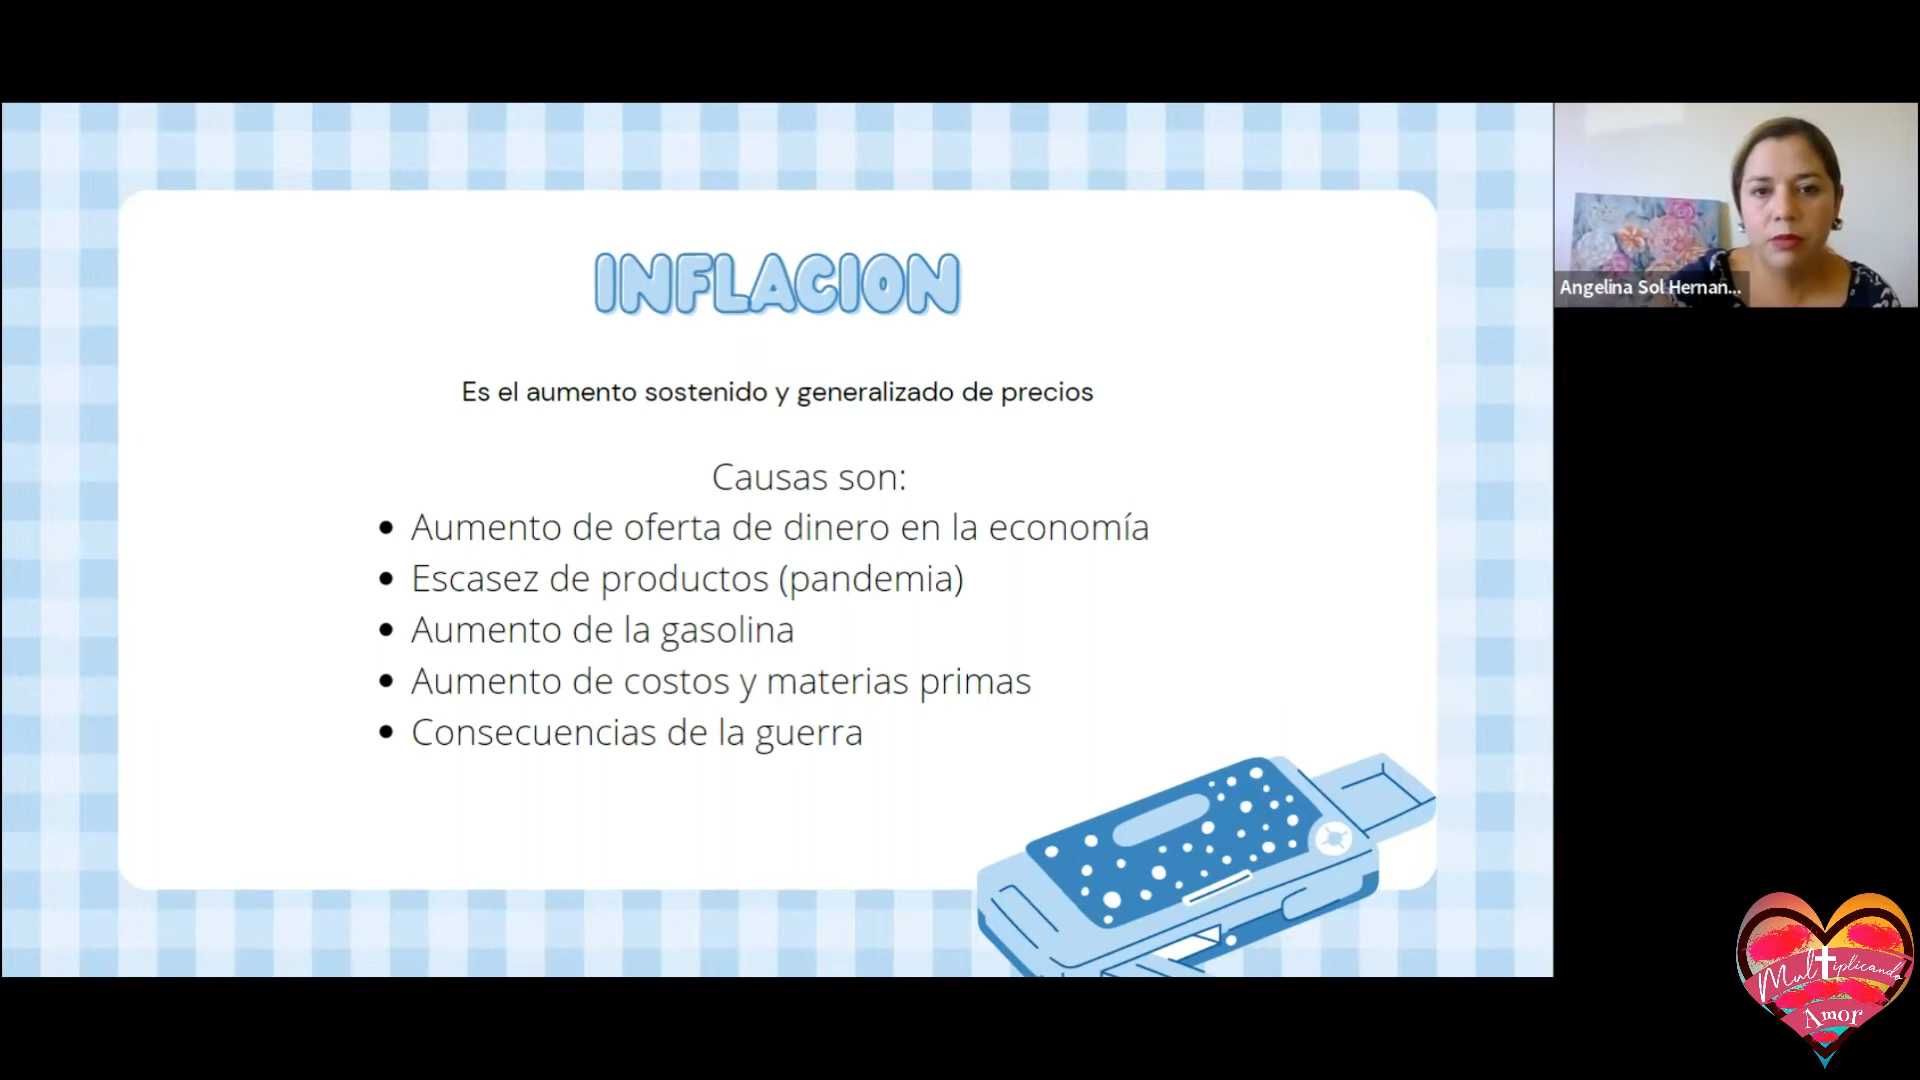 INFLACION
Es el aumento sostenido y generalizado de precios
Causas son:
• Aumento de oferta de dinero en la economía
• Escasez de productos (pandemia)
• Aumento de la gasolina
• Aumento de costos y materias primas
• Consecuencias de la guerra
Angelina Sol Hernan...
Multiplicando
Amor